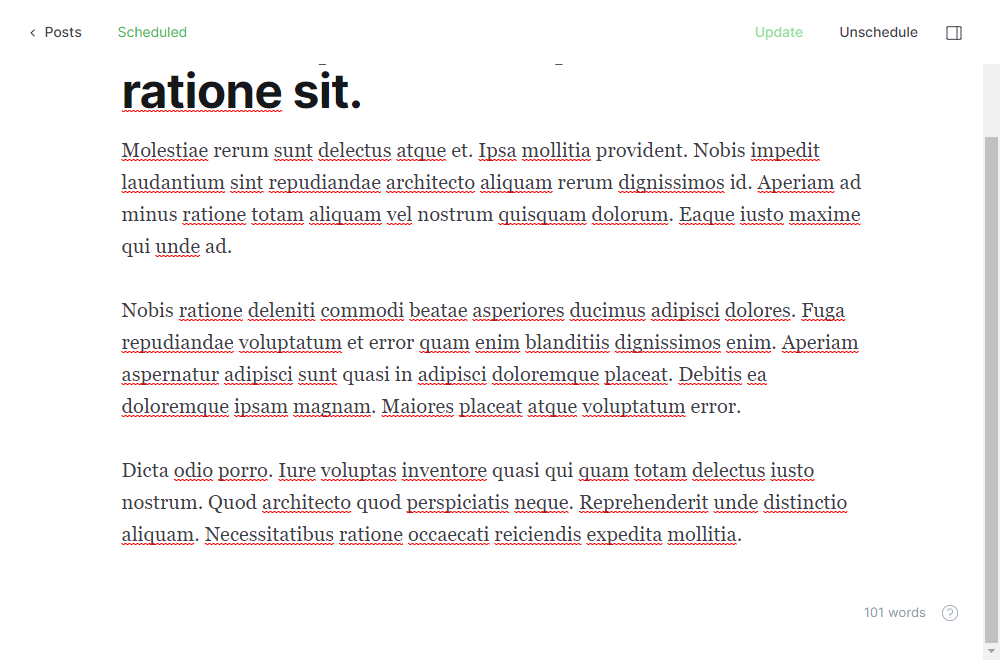 Posts
Scheduled
Update
Unschedule
ratione sit.
Molestiae rerum sunt delectus atque et. Ipsa mollitia provident. Nobis impedit
laudantium sint repudiandae architecto aliquam rerum dignissimos id. Aperiam ad
minus ratione totam aliquam vel nostrum quisquam dolorum. Eaque iusto maxime
qui unde ad.
Nobis ratione deleniti commodi beatae asperiores ducimus adipisci dolores. Fuga
repudiandae voluptatum et error quam enim blanditiis dignissimos enim. Aperiam
aspernatur adipisci sunt quasi in adipisci doloremque placeat. Debitis ea
doloremque ipsam magnam. Maiores placeat atque voluptatum error.
Dicta odio porro. Iure voluptas inventore quasi qui quam totam delectus iusto
nostrum. Quod architecto quod perspiciatis neque. Reprehenderit unde distinctio
aliquam. Necessitatibus ratione occaecati reiciendis expedita mollitia.
101 words ?